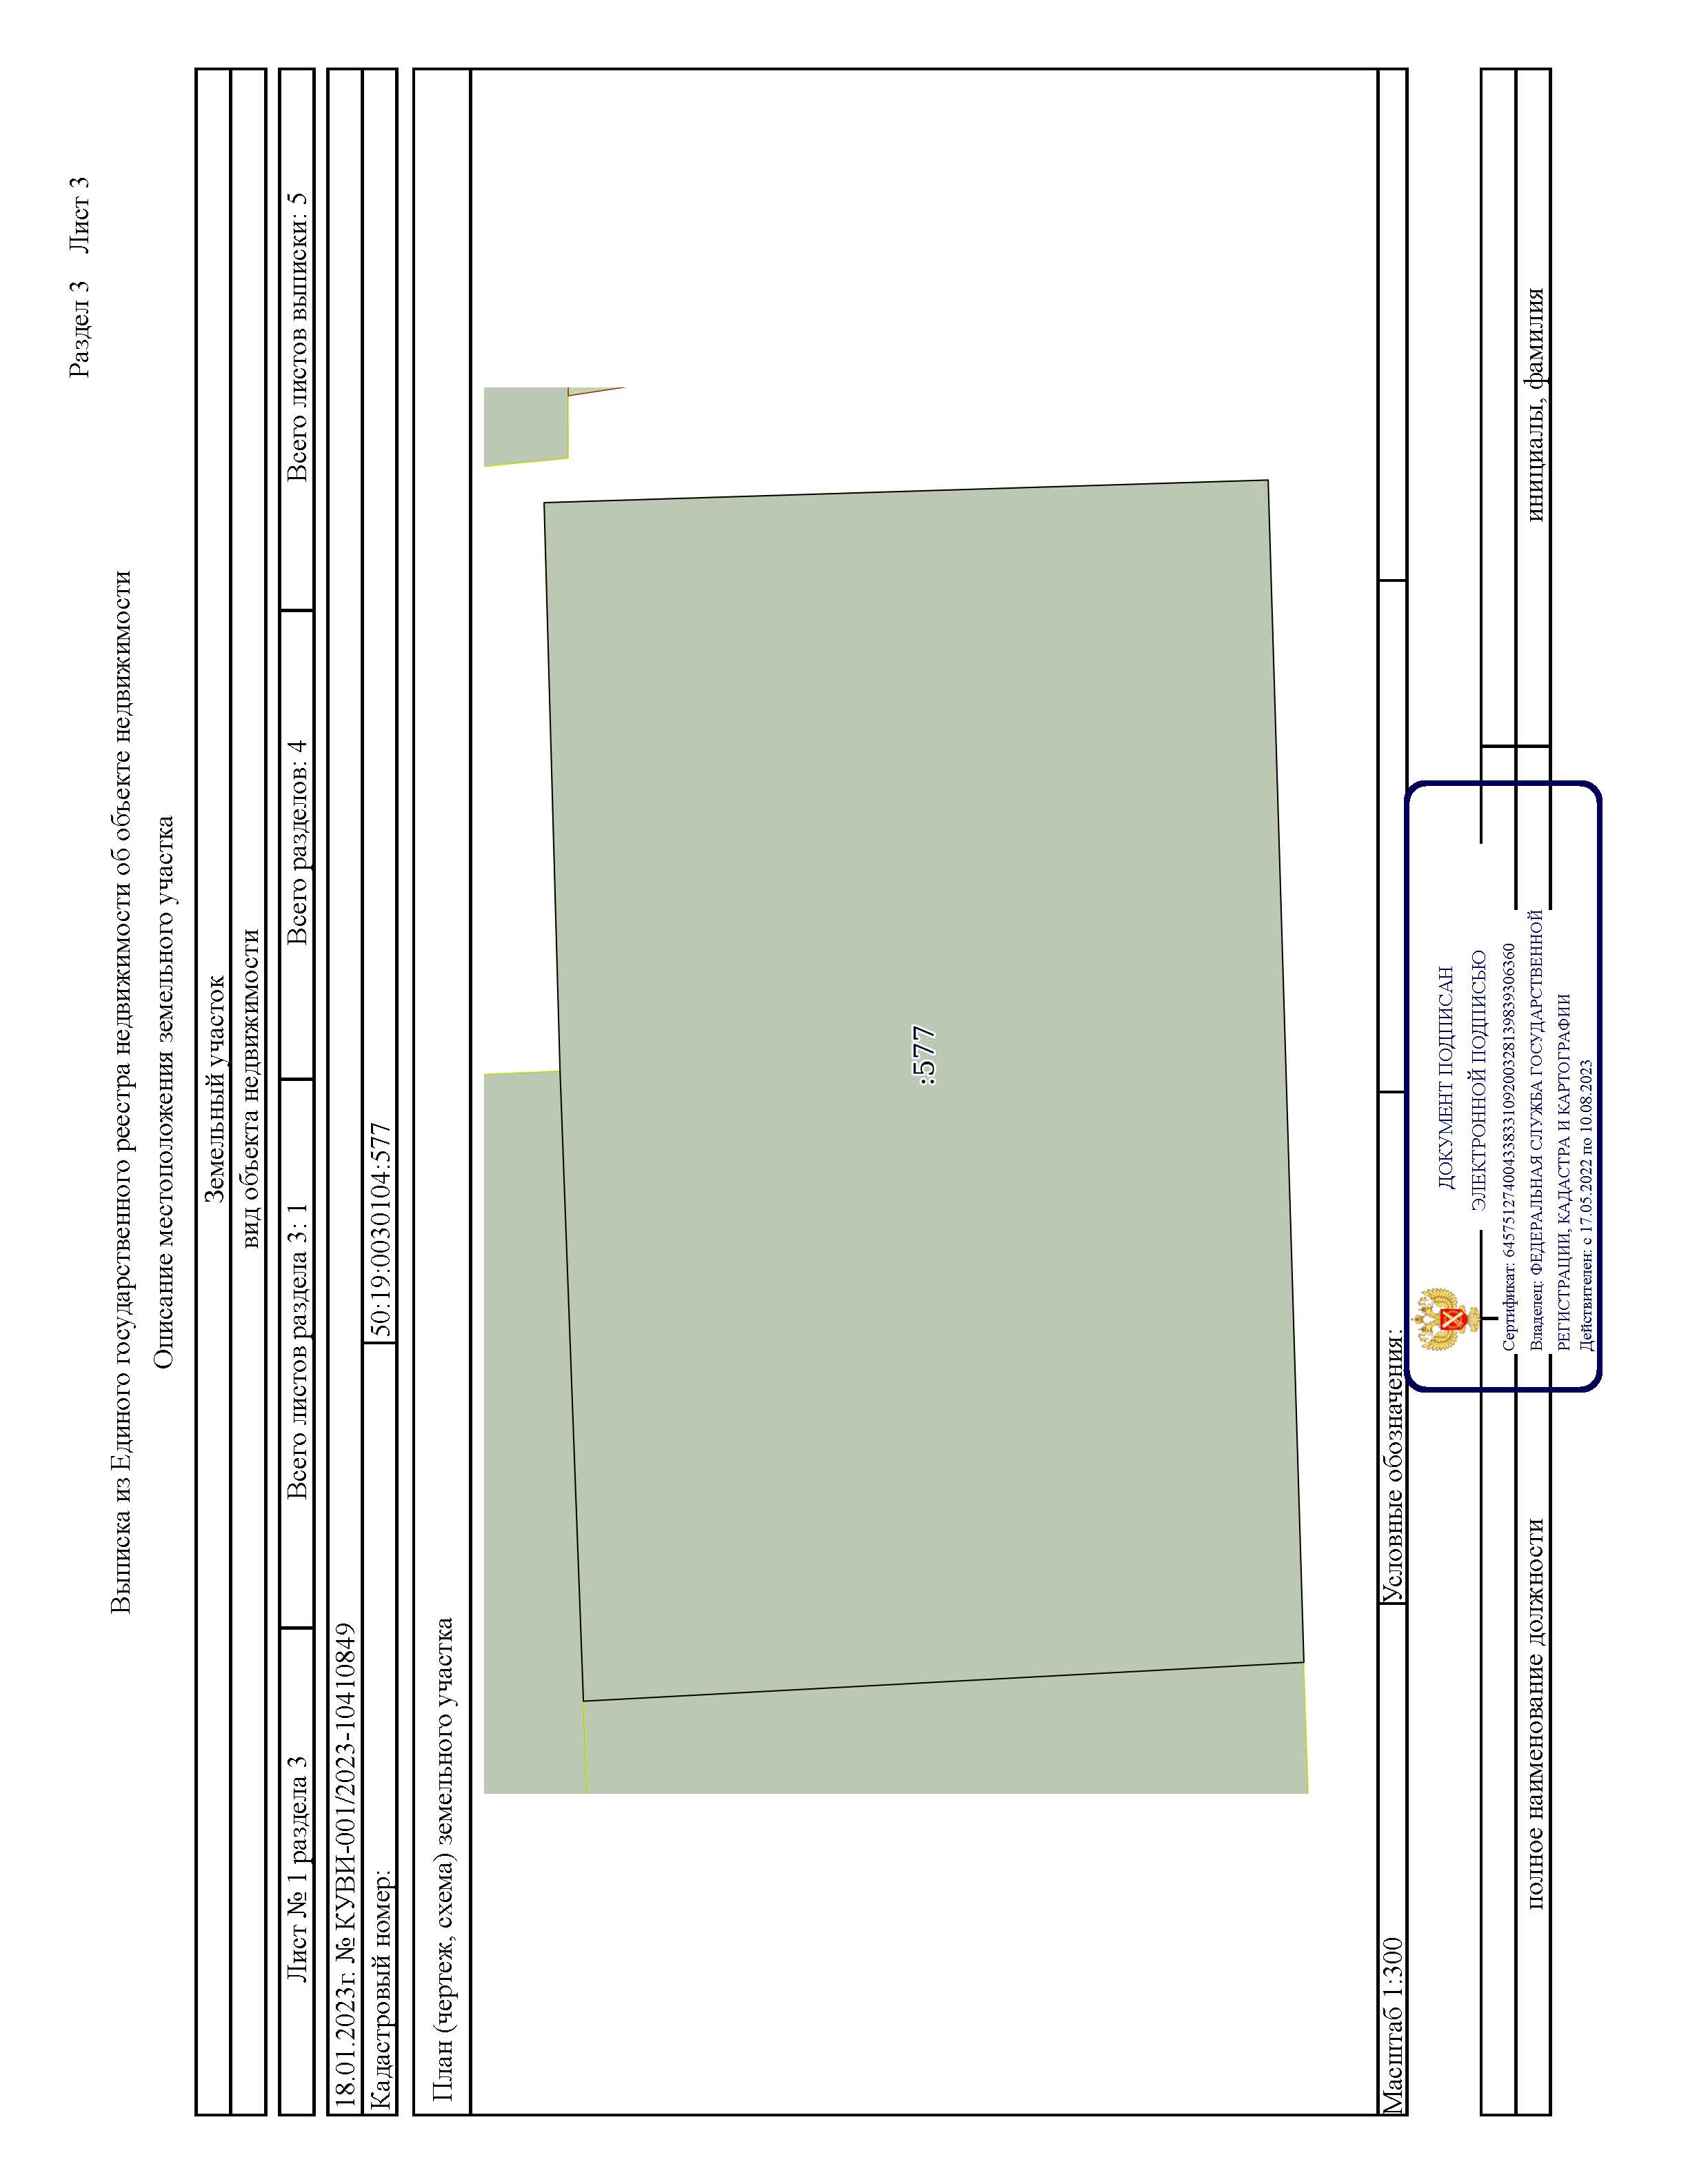 Раздел 3 Лист 3
Выписка из Единого государственного реестра недвижимости об объекте недвижимости
Описание местоположения земельного участка
Земельный участок
вид объекта недвижимости
Лист № 1 раздела 3 Всего листов раздела 3: 1 Всего разделов: 4 Всего листов выписки: 5
18.01.2023г. № КУВИ-001/2023-10410849
Кадастровый номер: 50:19:0030104:577
План (чертеж, схема) земельного участка
:577
Масштаб 1:300 Условные обозначения:
ДОКУМЕНТ ПОДПИСАН
ЭЛЕКТРОННОЙ ПОДПИСЬЮ
Сертификат: 64575127400433833109200328139839306360
Владелец: ФЕДЕРАЛЬНАЯ СЛУЖБА ГОСУДАРСТВЕННОЙ
РЕГИСТРАЦИИ, КАДАСТРА И КАРТОГРАФИИ
Действителен: с 17.05.2022 по 10.08.2023
полное наименование должности инициалы, фамилия